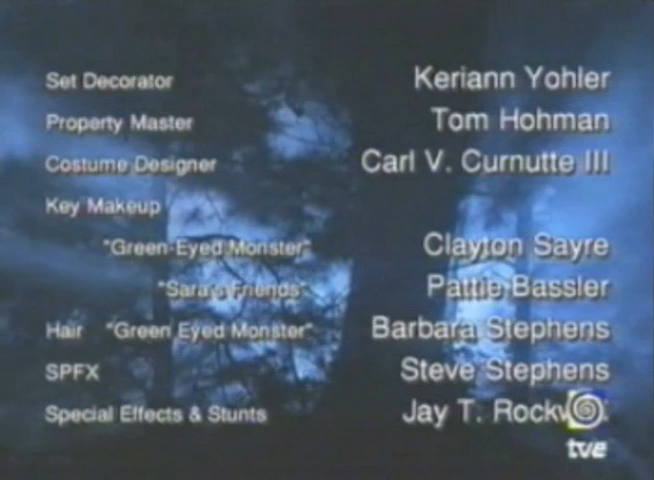 Set Decorator Keriann Yohler
Property Master Tom Hohman
Costume Designer Carl V. Curnutte III
Key Makeup
"Green-Eyed Monster" Clayton Sayre
"Sara's Friends" Pattie Bassler
Hair "Green Eyed Monster" Barbara Stephens
SPFX Steve Stephens
Special Effects & Stunts Jay T.
tve